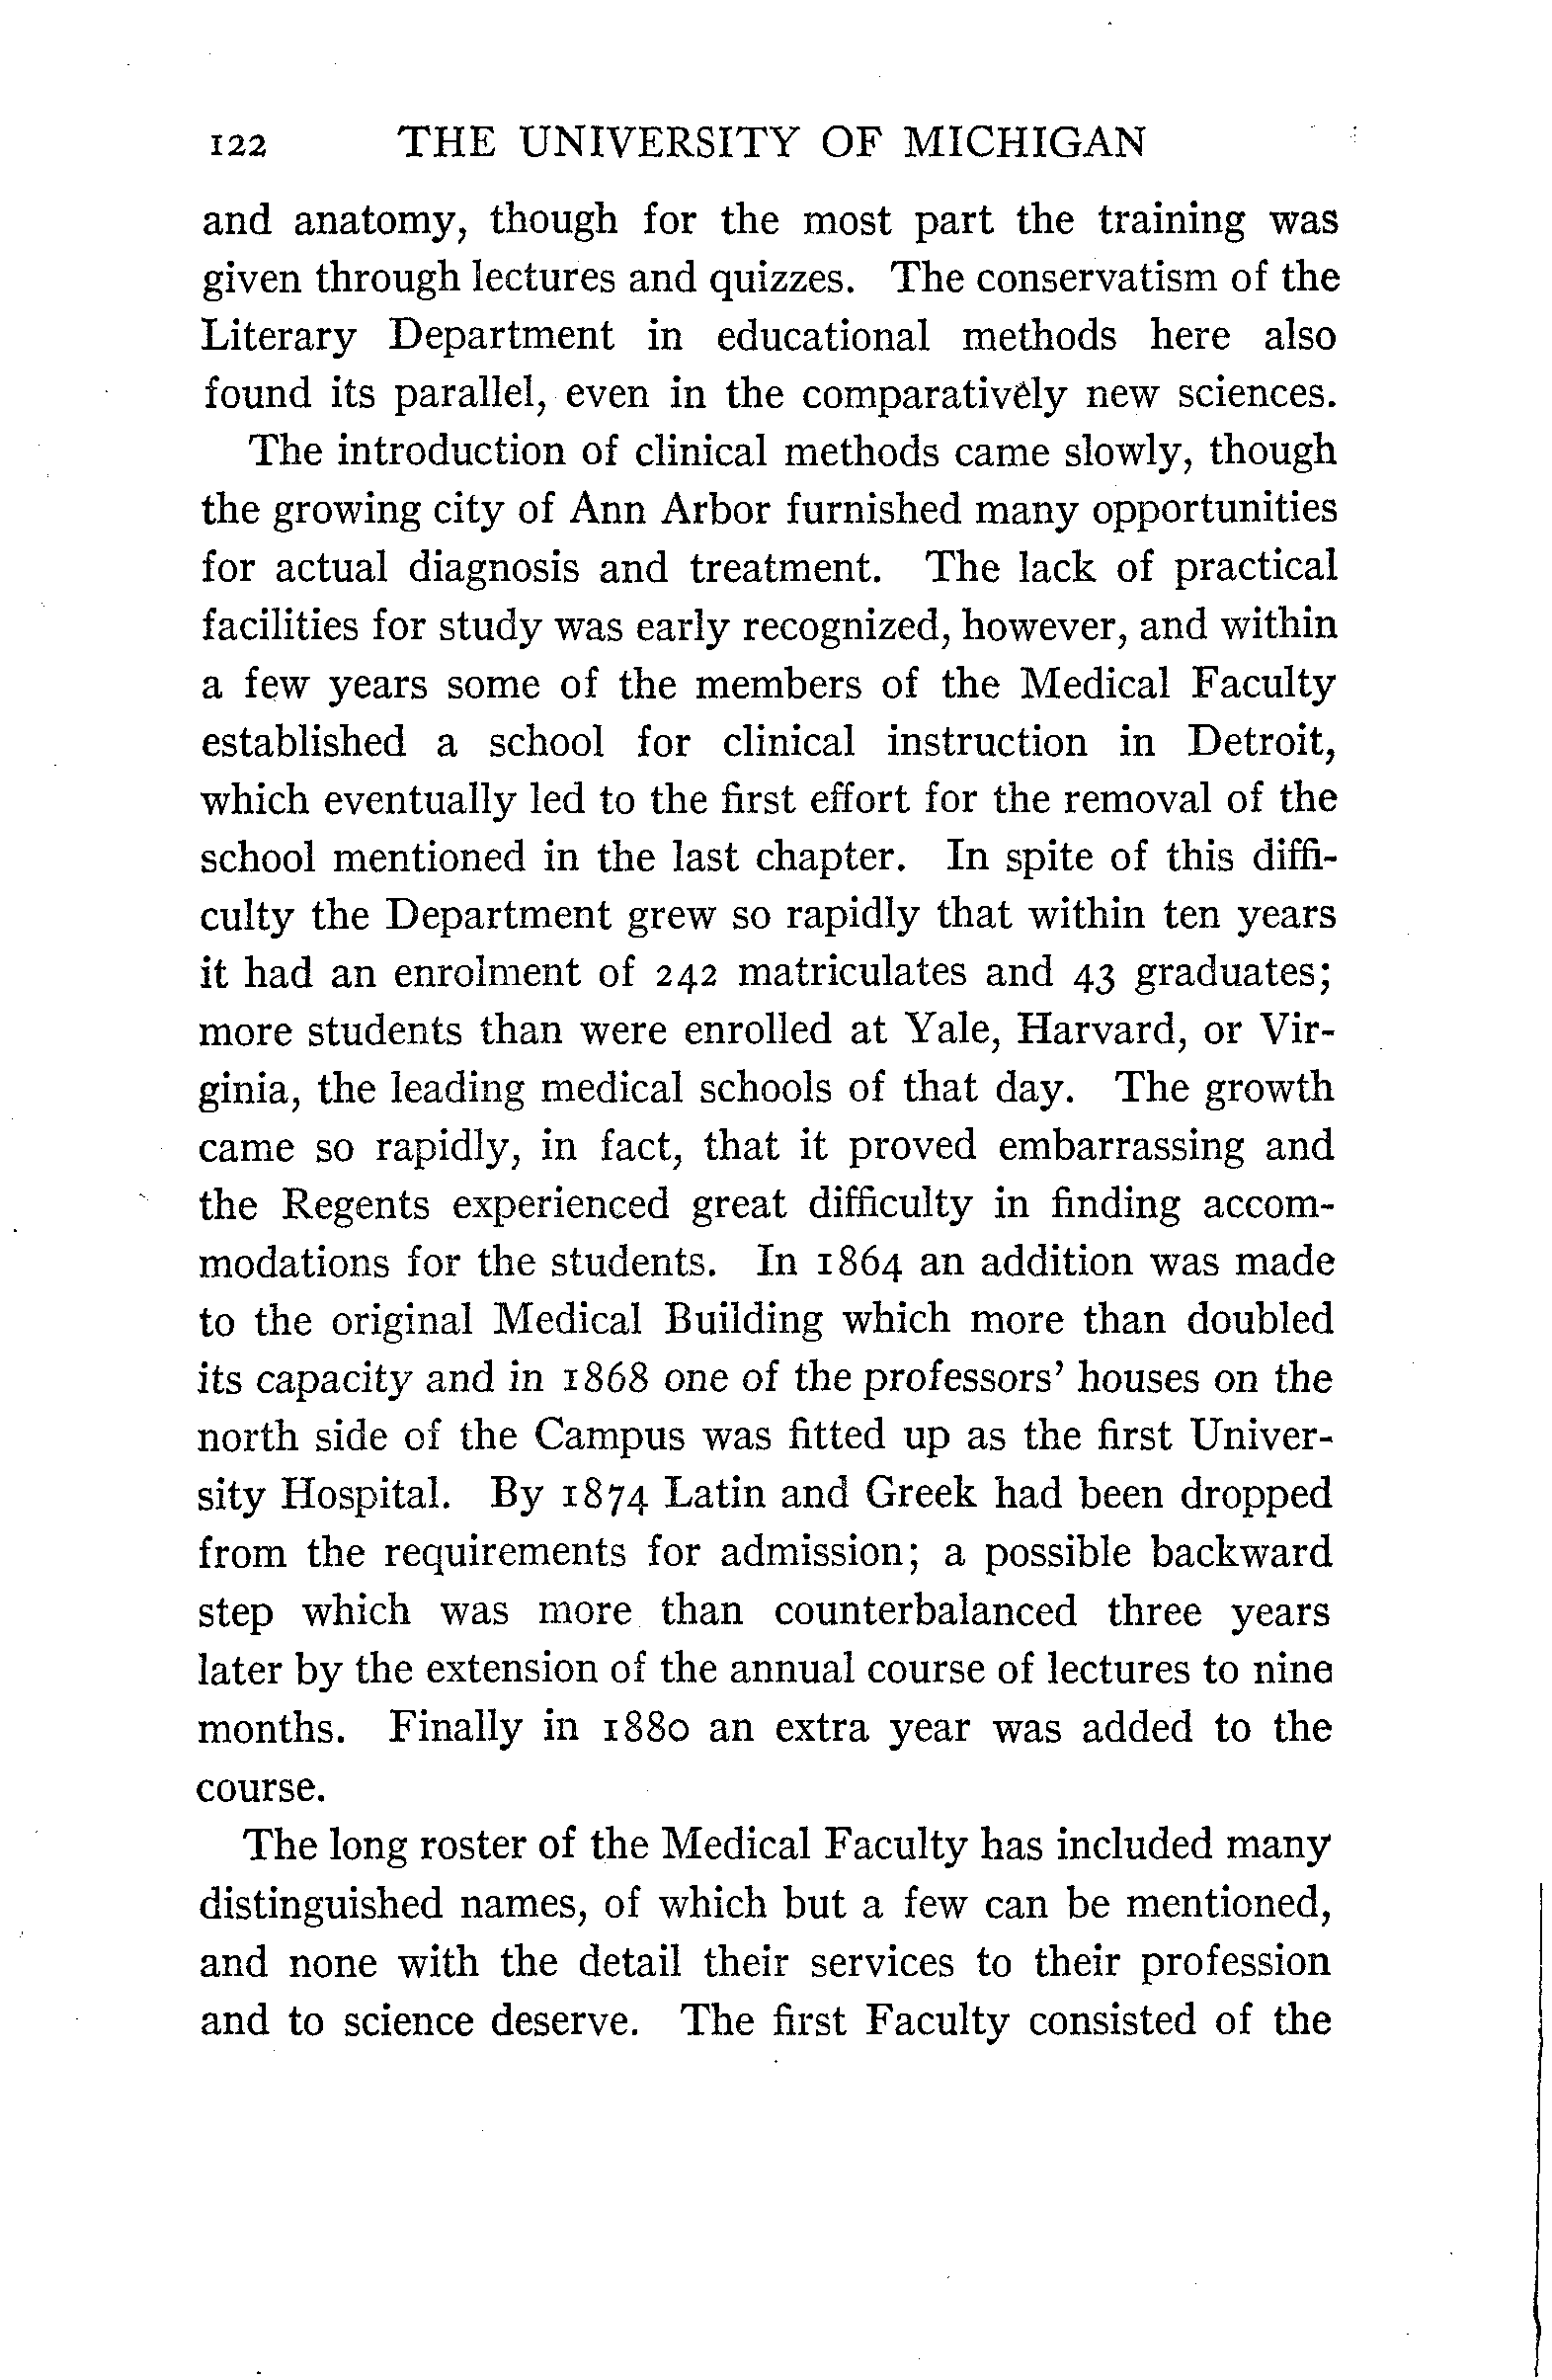 122 THE UNIVERSITY OF MICHIGAN
and anatomy, though for the most part the training was
given through lectures and quizzes. The conservatism of the
Literary Department in educational methods here also
found its parallel, even in the comparatively new sciences.
The introduction of clinical methods came slowly, though
the growing city of Ann Arbor furnished many opportunities
for actual diagnosis and treatment. The lack of practical
facilities for study was early recognized, however, and within
a few years some of the members of the Medical Faculty
established a school for clinical instruction in Detroit,
which eventually led to the first effort for the removal of the
school mentioned in the last chapter. In spite of this diffi-
culty the Department grew so rapidly that within ten years
it had an enrolment of 242 matriculates and 43 graduates;
more students than were enrolled at Yale, Harvard, or Vir-
ginia, the leading medical schools of that day. The growth
came so rapidly, in fact, that it proved embarrassing and
the Regents experienced great difficulty in finding accom-
modations for the students. In 1864 an addition was made
to the original Medical Building which more than doubled
its capacity and in 1868 one of the professors' houses on the
north side of the Campus was fitted up as the first Univer-
sity Hospital. By 1874 Latin and Greek had been dropped
from the requirements for admission; a possible backward
step which was more than counterbalanced three years
later by the extension of the annual course of lectures to nine
months. Finally in 1880 an extra year was added to the
course.
The long roster of the Medical Faculty has included many
distinguished names, of which but a few can be mentioned,
and none with the detail their services to their profession
and to science deserve. The first Faculty consisted of the